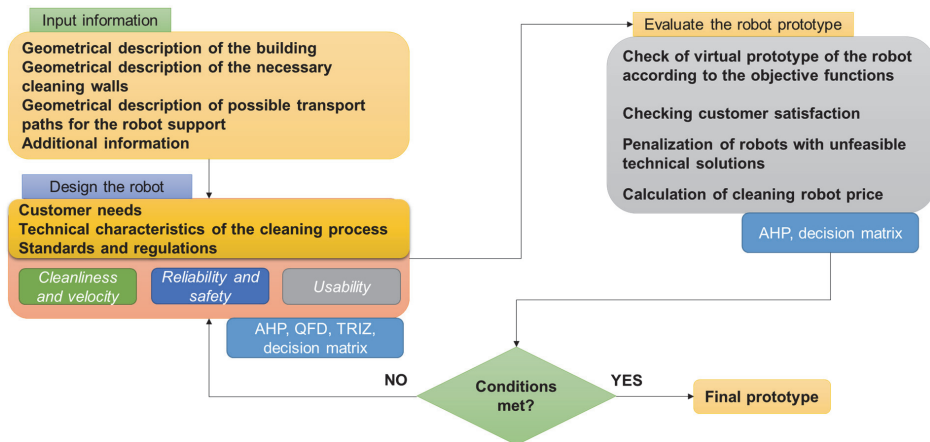 Input information
Geometrical description of the building
Geometrical description of the necessary
cleaning walls
Geometrical description of possible transport
paths for the robot support
Additional information
Design the robot
Customer needs
Technical characteristics of the cleaning process
Standards and regulations
Cleanliness
and velocity
Reliability and
safety
Usability
AHP, QFD, TRIZ,
decision matrix
Evaluate the robot prototype
Check of virtual prototype of the robot
according to the objective functions
Checking customer satisfaction
Penalization of robots with unfeasible
technical solutions
Calculation of cleaning robot price
AHP, decision matrix
NO
Conditions
met?
YES
Final prototype